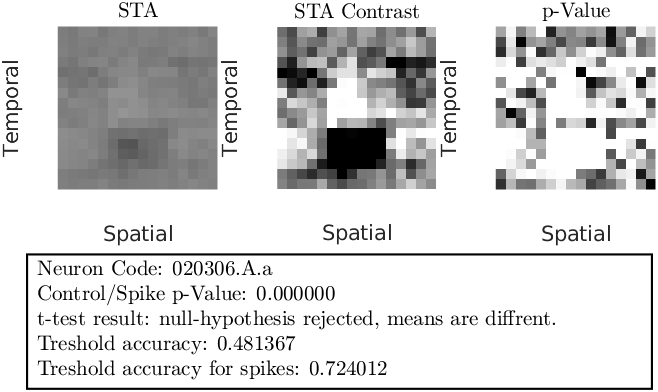 STA
STA Contrast
p-Value
Temporal
Temporal
Temporal
Spatial
Spatial
Spatial
Neuron Code: 020306.A.a
Control/Spike p-Value: 0.000000
t-test result: null-hypothesis rejected, means are diffrent.
Treshold accuracy: 0.481367
Treshold accuracy for spikes: 0.724012